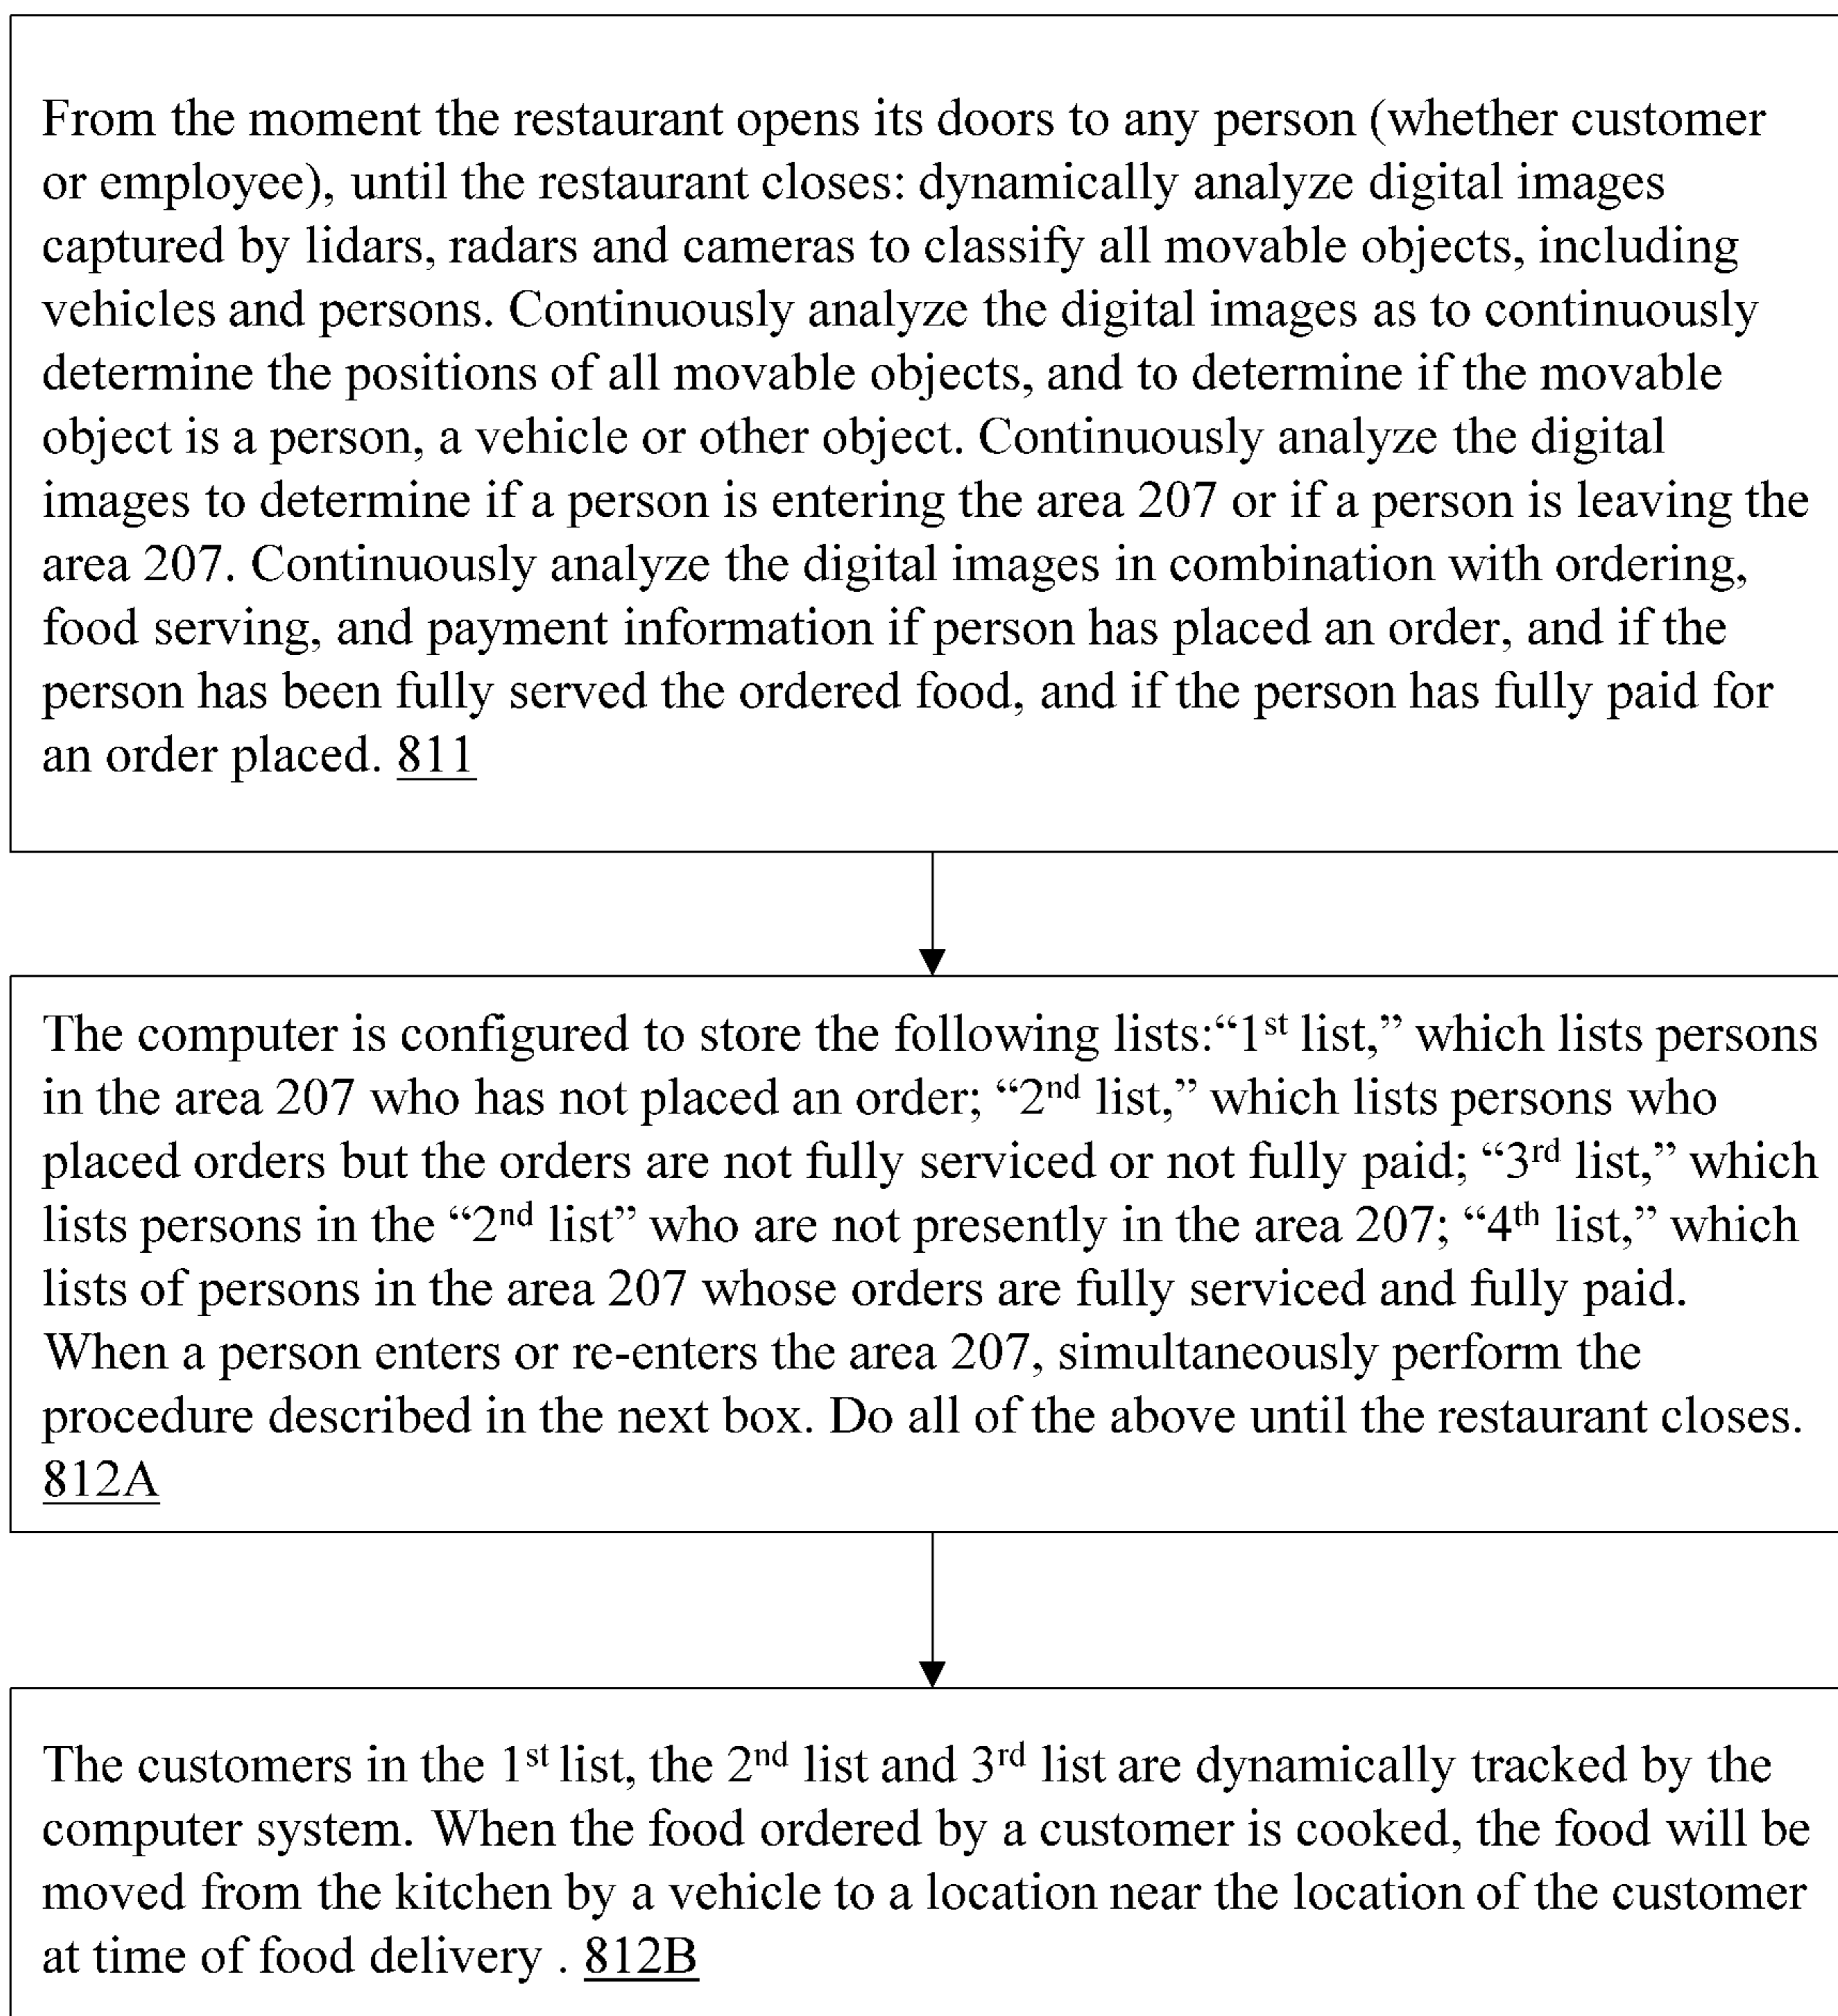 From the moment the restaurant opens its doors to any person (whether customer
or employee), until the restaurant closes: dynamically analyze digital images
captured by lidars, radars and cameras to classify all movable objects, including
vehicles and persons. Continuously analyze the digital images as to continuously
determine the positions of all movable objects, and to determine if the movable
object is a person, a vehicle or other object. Continuously analyze the digital
images to determine if a person is entering the area 207 or if a person is leaving the
area 207. Continuously analyze the digital images in combination with ordering,
food serving, and payment information if person has placed an order, and if the
person has been fully served the ordered food, and if the person has fully paid for
an order placed. 811
The computer is configured to store the following lists:“1st list,” which lists persons
in the area 207 who has not placed an order; “2nd list,” which lists persons who
placed orders but the orders are not fully serviced or not fully paid; “3rd list,” which
lists persons in the “2nd list” who are not presently in the area 207; “4th list,” which
lists of persons in the area 207 whose orders are fully serviced and fully paid.
When a person enters or re-enters the area 207, simultaneously perform the
procedure described in the next box. Do all of the above until the restaurant closes.
812A
The customers in the 1st list, the 2nd list and 3rd list are dynamically tracked by the
computer system. When the food ordered by a customer is cooked, the food will be
moved from the kitchen by a vehicle to a location near the location of the customer
at time of food delivery . 812B